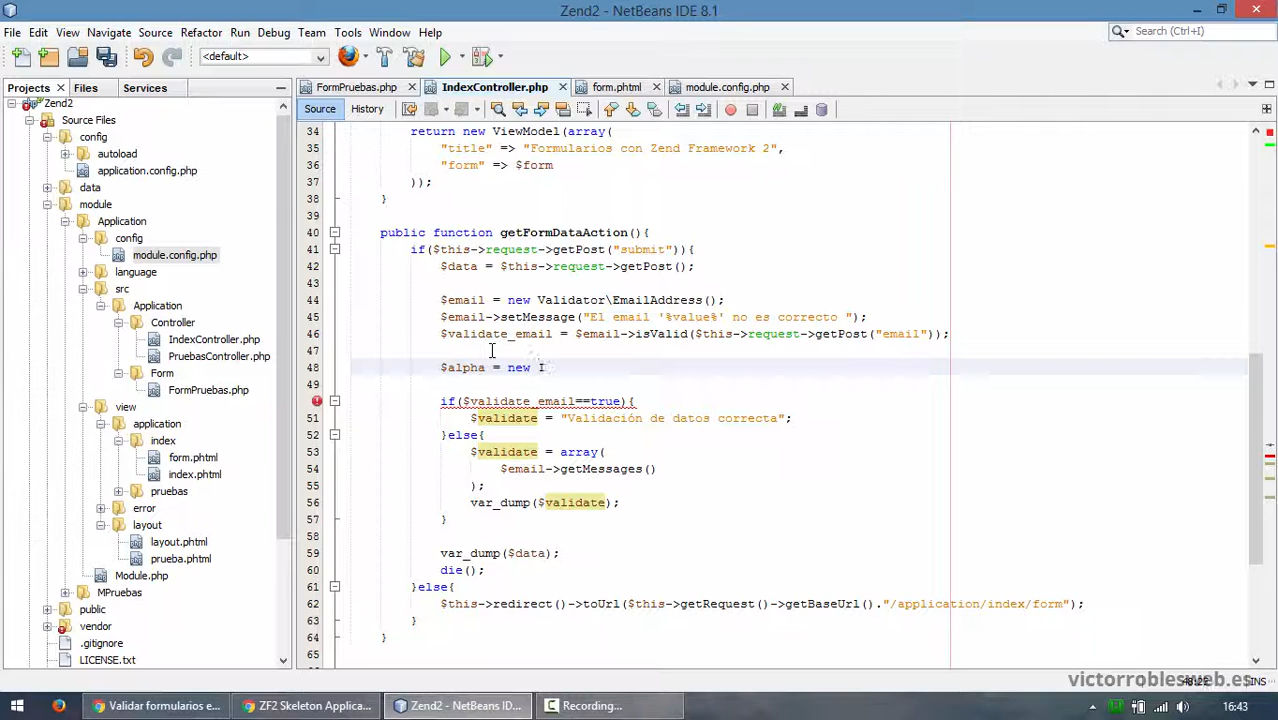 Zend2 - NetBeans IDE 8.1
File Edit View Navigate Source Refactor Run Debug Team Tools Window Help
Search (Ctrl+I)
<default>
Projects Files Services
FormPruebas.php IndexController.php form.phtml module.config.php
Source History
Zend2
Source Files
config
autoload
application.config.php
data
module
Application
config
module.config.php
language
src
Application
Controller
IndexController.php
PruebasController.php
Form
FormPruebas.php
view
application
index
form.phtml
index.phtml
pruebas
error
layout
layout.phtml
prueba.phtml
Module.php
MPruebas
public
vendor
.gitignore
LICENSE.txt
34 return new ViewModel(array(
35 "title" => "Formularios con Zend Framework 2",
36 "form" => $form
37 ));
38 }
39
40 public function getFormDataAction(){
41 if($this->request->getPost("submit")){
42 $data = $this->request->getPost();
43
44 $email = new Validator\EmailAddress();
45 $email->setMessage("El email '%value%' no es correcto ");
46 $validate_email = $email->isValid($this->request->getPost("email"));
47
48 $alpha = new
49
if($validate_email==true){
51 $validate = "Validación de datos correcta";
52 }else{
53 $validate = array(
54 $email->getMessages()
55 );
56 var_dump($validate);
57 }
58
59 var_dump($data);
60 die();
61 }else{
62 $this->redirect()->toUrl($this->getRequest()->getBaseUrl()."/application/index/form");
63 }
64 }
65
INS
victorroblesweb.es
Validar formularios e...
ZF2 Skeleton Applica...
Zend2 - NetBeans ID...
Recording...
16:43